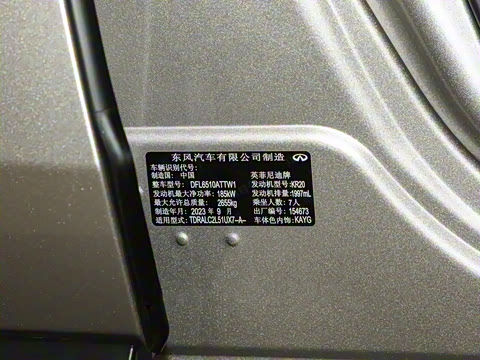 东风汽车有限公司制造
车辆识别代号:
制造国: 中国 英菲尼迪牌
整车型号: DFL6510ATTW1 发动机型号:KR20
发动机最大净功率: 185kW 发动机排量:1997mL
最大允许总质量: 2655kg 乘坐人数: 7人
制造年月: 2023年9月 出厂编号: 154673
适用型式: TDRALC2L51UX7-A- 车体色内饰: KAYG